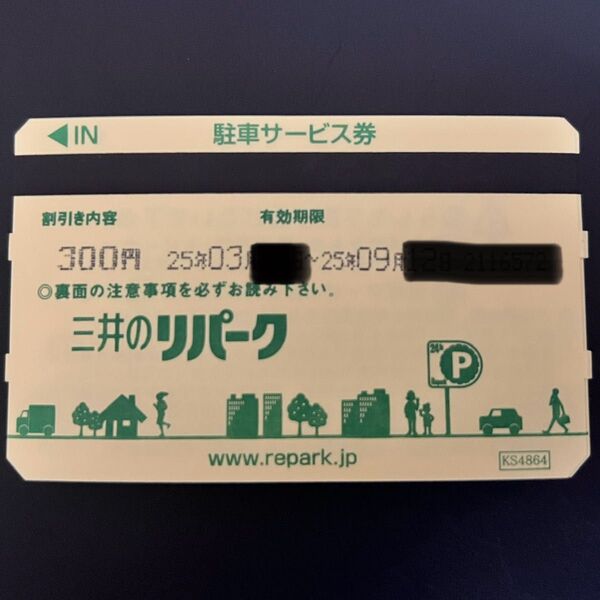 ◀IN 駐車サービス券
割引き内容 有効期限
300円 25年03月 ～25年09月
◎裏面の注意事項を必ずお読み下さい。
三井のリパーク
24h
P
www.repark.jp KS4864